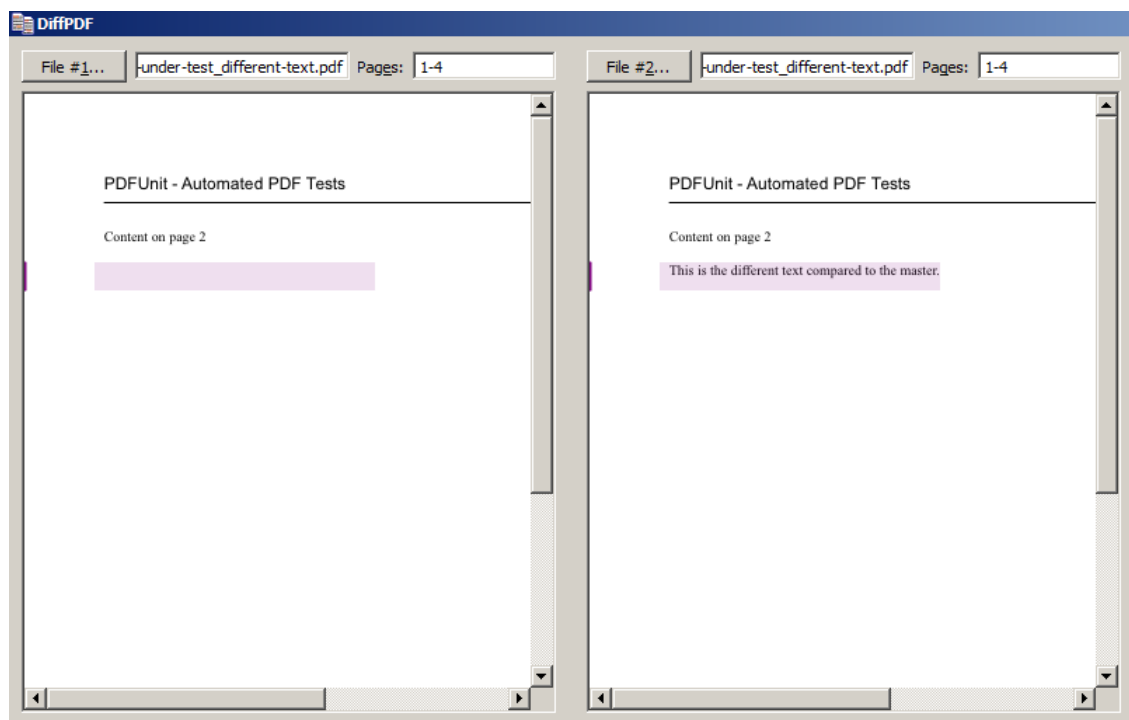 DiffPDF
File #1... -under-test_different-text.pdf Pages: 1-4
File #2... -under-test_different-text.pdf Pages: 1-4
PDFUnit - Automated PDF Tests
Content on page 2
PDFUnit - Automated PDF Tests
Content on page 2
This is the different text compared to the master.